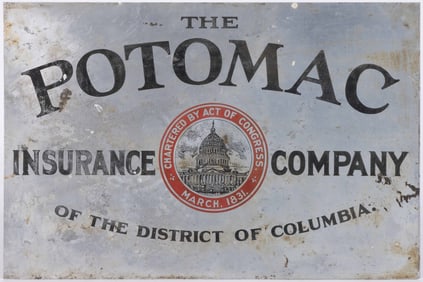 THE
POTOMAC
INSURANCE COMPANY
CHARTERED BY ACT OF CONGRESS
MARCH, 1831.
OF THE DISTRICT OF COLUMBIA.